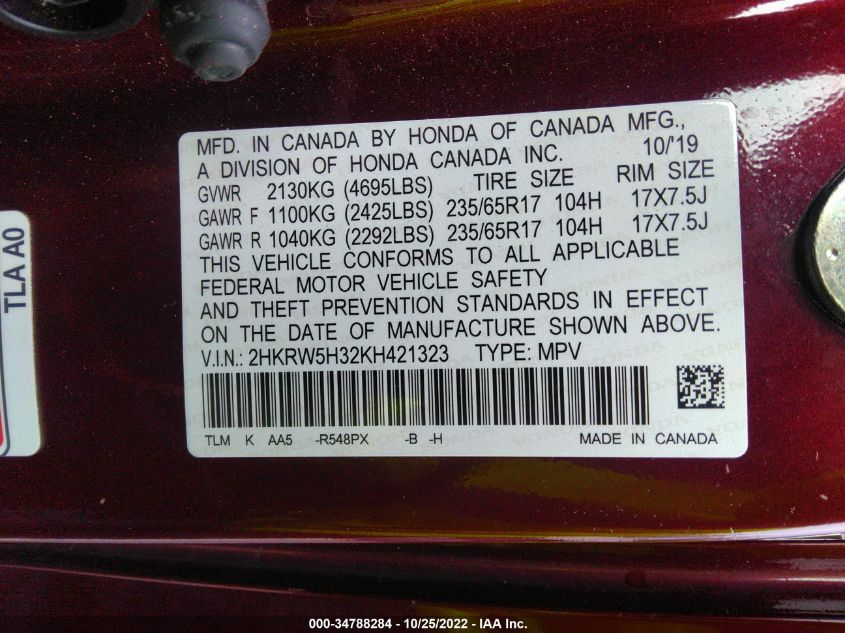 MFD. IN CANADA BY HONDA OF CANADA MFG.,
A DIVISION OF HONDA CANADA INC. 10/'19
GVWR 2130KG (4695LBS) TIRE SIZE RIM SIZE
GAWR F 1100KG (2425LBS) 235/65R17 104H 17X7.5J
GAWR R 1040KG (2292LBS) 235/65R17 104H 17X7.5J
THIS VEHICLE CONFORMS TO ALL APPLICABLE
FEDERAL MOTOR VEHICLE SAFETY
AND THEFT PREVENTION STANDARDS IN EFFECT
ON THE DATE OF MANUFACTURE SHOWN ABOVE.
V.I.N.: 2HKRW5H32KH421323 TYPE: MPV
TLM K AA5 -R548PX -B -H MADE IN CANADA
TLA A0
000-34788284 - 10/25/2022 - IAA Inc.